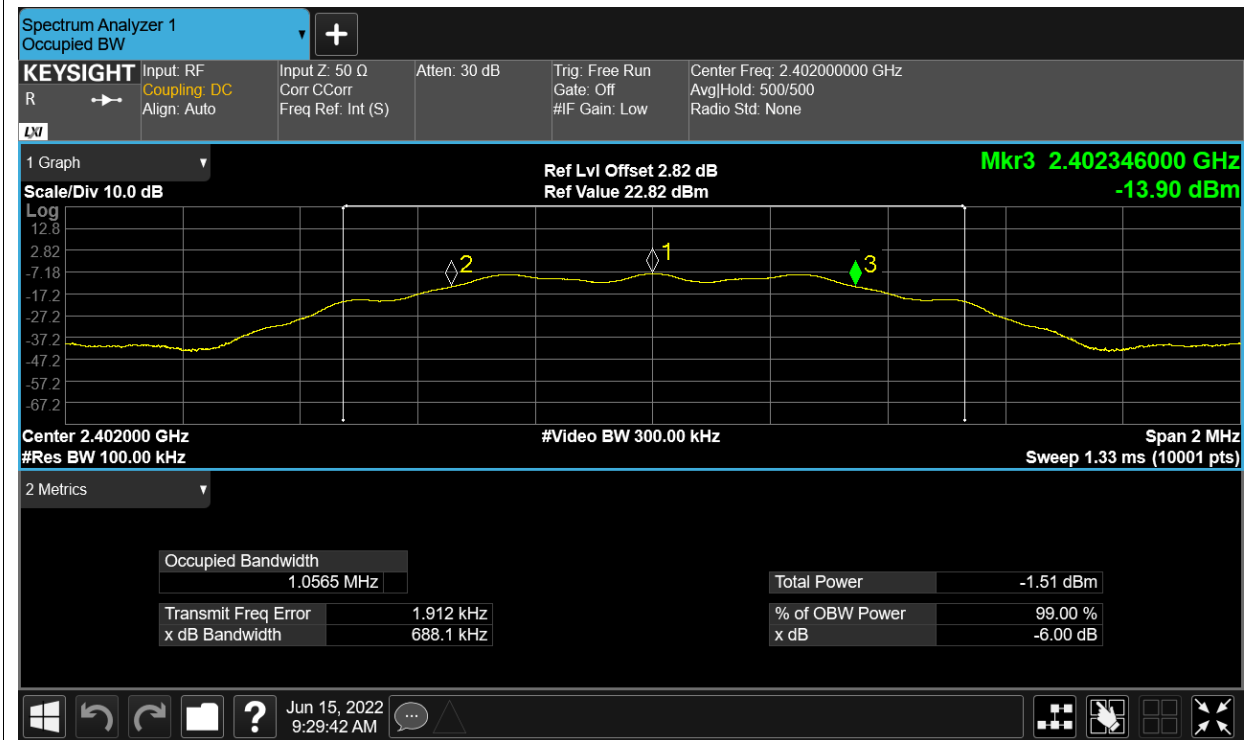 Spectrum Analyzer 1
Occupied BW
KEYSIGHT
R
LXI
Input: RF
Coupling: DC
Align: Auto
Input Z: 50 Ω
Corr CCorr
Freq Ref: Int (S)
Atten: 30 dB
Trig: Free Run
Gate: Off
#IF Gain: Low
Center Freq: 2.402000000 GHz
Avg|Hold: 500/500
Radio Std: None
1 Graph
Scale/Div 10.0 dB
Ref Lvl Offset 2.82 dB
Ref Value 22.82 dBm
Mkr3 2.402346000 GHz
-13.90 dBm
Log
12.8
2.82
-7.18
-17.2
-27.2
-37.2
-47.2
-57.2
-67.2
2
1
3
Center 2.402000 GHz
#Res BW 100.00 kHz
#Video BW 300.00 kHz
Span 2 MHz
Sweep 1.33 ms (10001 pts)
2 Metrics
Occupied Bandwidth
1.0565 MHz
Transmit Freq Error 1.912 kHz
x dB Bandwidth 688.1 kHz
Total Power -1.51 dBm
% of OBW Power 99.00 %
x dB -6.00 dB
?
Jun 15, 2022
9:29:42 AM